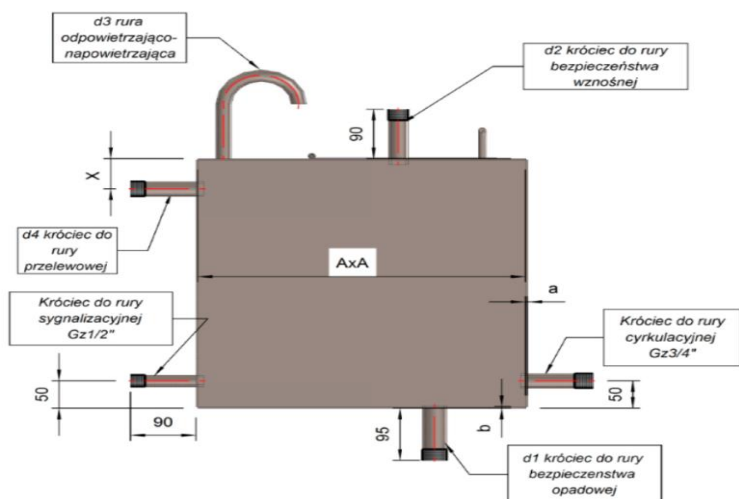 d3 rura
odpowietrzająco-
napowietrzająca
d2 króciec do rury
bezpieczeństwa
wznośnej
90
X
d4 króciec do
rury
przelewowej
AxA
a
Króciec do rury
sygnalizacyjnej
Gz1/2"
Króciec do rury
cyrkulacyjnej
Gz3/4"
50
50
90
95
b
d1 króciec do rury
bezpieczenstwa
opadowej